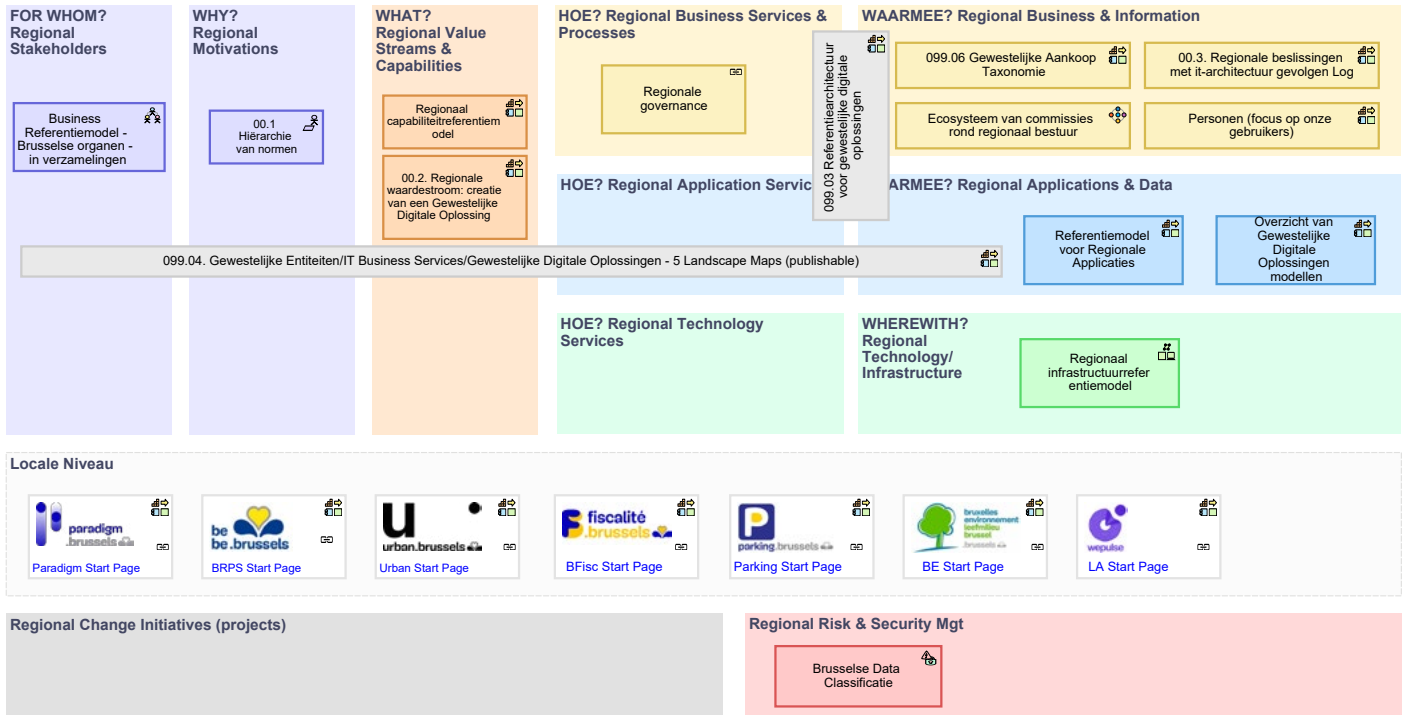 FOR WHOM?
Regional
Stakeholders
WHY?
Regional
Motivations
WHAT?
Regional Value
Streams &
Capabilities
HOE? Regional Business Services &
Processes
WAARMEE? Regional Business & Information
Business
Referentiemodel -
Brusselse organen -
in verzamelingen
00.1
Hiërarchie
van normen
Regionaal
capabiliteitreferentiem
odel
00.2. Regionale
waardestroom: creatie
van een Gewestelijke
Digitale Oplossing
Regionale
governance
099.03 Referentiearchitectuur
voor gewestelijke digitale
oplossingen
099.06 Gewestelijke Aankoop
Taxonomie
00.3. Regionale beslissingen
met it-architectuur gevolgen Log
Ecosysteem van commissies
rond regionaal bestuur
Personen (focus op onze
gebruikers)
HOE? Regional Application Servic
ARMEE? Regional Applications & Data
Referentiemodel
voor Regionale
Applicaties
Overzicht van
Gewestelijke
Digitale
Oplossingen
modellen
099.04. Gewestelijke Entiteiten/IT Business Services/Gewestelijke Digitale Oplossingen - 5 Landscape Maps (publishable)
HOE? Regional Technology
Services
WHEREWITH?
Regional
Technology/
Infrastructure
Regionaal
infrastructuurrefer
entiemodel
Locale Niveau
paradigm
.brussels
Paradigm Start Page
be
be.brussels
BRPS Start Page
u
urban.brussels
Urban Start Page
fiscalité
.brussels
BFisc Start Page
P
parking.brussels
Parking Start Page
bruxelles
environnement
leefmilieu
brussel
.brussels
BE Start Page
wepulse
LA Start Page
Regional Change Initiatives (projects)
Regional Risk & Security Mgt
Brusselse Data
Classificatie